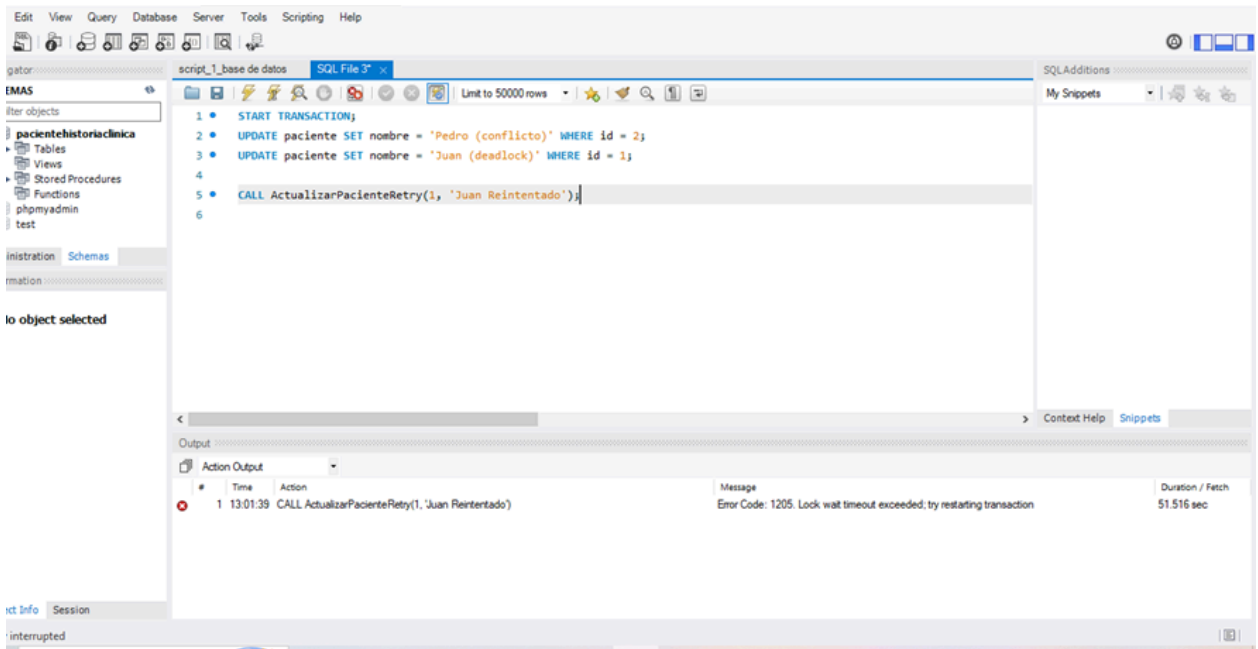 Edit View Query Database Server Tools Scripting Help
gator
script_1_base de datos SQL File 3* ×
SQLAdditions
EMAS
Limit to 50000 rows
My Snippets
ilter objects
pacientehistoriaclinica
Tables
Views
Stored Procedures
Functions
phpmyadmin
test
1 START TRANSACTION;
2 UPDATE paciente SET nombre = 'Pedro (conflicto)' WHERE id = 2;
3 UPDATE paciente SET nombre = 'Juan (deadlock)' WHERE id = 1;
4
5 CALL ActualizarPacienteRetry(1, 'Juan Reintentado');
6
inistration Schemas
rmation
lo object selected
Context Help Snippets
Output
Action Output
# Time Action Message Duration / Fetch
1 13:01:39 CALL ActualizarPacienteRetry(1, 'Juan Reintentado') Error Code: 1205. Lock wait timeout exceeded; try restarting transaction 51.516 sec
ect Info Session
interrupted